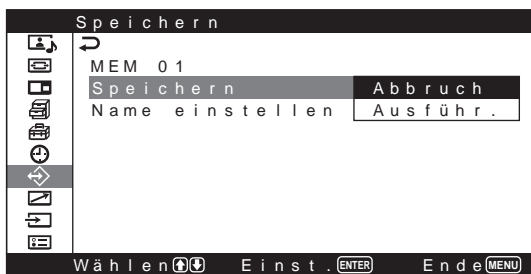 Speichern
MEM 01
Speichern Abbruch
Name einstellen Ausführ.
Wählen Einst. ENTER Ende MENU